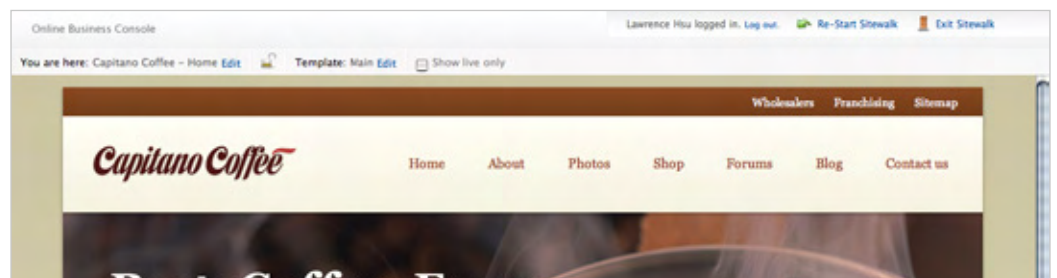 Online Business Console
Lawrence Hsu logged in. Log out. Re-Start Sitewalk Exit Sitewalk
You are here: Capitano Coffee – Home Edit Template: Main Edit Show live only
Wholesalers Franchising Sitemap
Capitano Coffee
Home About Photos Shop Forums Blog Contact us